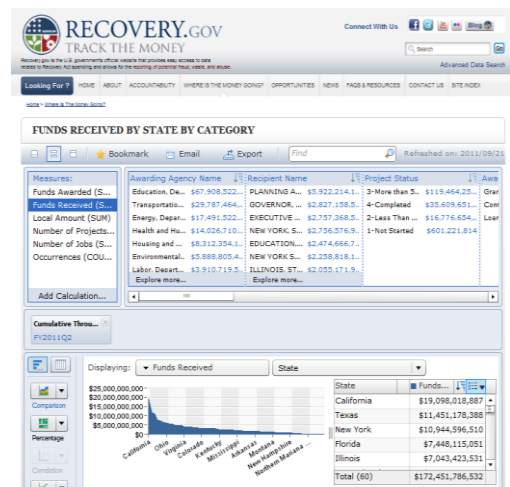 RECOVERY.GOV
TRACK THE MONEY
Connect With Us
Blog
Search
Go
Recovery.gov is the U.S. government's official website that provides easy access to data
related to Recovery Act spending and allows for the reporting of potential fraud, waste, and abuse.
Advanced Data Search
Looking For ? HOME ABOUT ACCOUNTABILITY WHERE IS THE MONEY GOING? OPPORTUNITIES NEWS FAQS & RESOURCES CONTACT US SITE INDEX
Home > Where Is The Money Going?
FUNDS RECEIVED BY STATE BY CATEGORY
Bookmark Email Export Find Refreshed on: 2011/09/21
Measures:
Funds Awarded (S...
Funds Received (S...
Local Amount (SUM)
Number of Projects...
Number of Jobs (S...
Occurrences (COU...
Add Calculation...
Awarding Agency Name
Education, De... $67,908,522...
Transportatio... $29,787,464...
Energy, Depar... $17,491,522...
Health and Hu... $14,026,710...
Housing and ... $8,312,354.1...
Environmental... $5,888,805.4...
Labor, Depart... $3,910,719.5...
Explore more...
Recipient Name
PLANNING A... $5,922,214.1...
GOVERNOR, ... $2,827,158.5...
EXECUTIVE ... $2,757,368.5...
NEW YORK, S... $2,756,576.9...
EDUCATION,... $2,474,666.7...
NEW YORK S... $2,258,818.1...
ILLINOIS, ST... $2,055,171.9...
Explore more...
Project Status
3-More than 5.. $119,464,25...
4-Completed $35,609,651...
2-Less Than ... $16,776,654...
1-Not Started $601,221,814
Awa
Gran
Cont
Loar
Cumulative Throu...
FY2011Q2
Comparison
Percentage
Correlation
Displaying: Funds Received State
$25,000,000,000
$20,000,000,000
$15,000,000,000
$10,000,000,000
$5,000,000,000
$0
California
Ohio
Virginia
Colorado
Kentucky
Mississippi
Arkansas
Montana
New Hampshire
Northern Mariana...
State Funds...
California $19,098,018,887
Texas $11,451,178,388
New York $10,944,596,510
Florida $7,448,115,051
Illinois $7,043,423,531
Total (60) $172,451,786,532